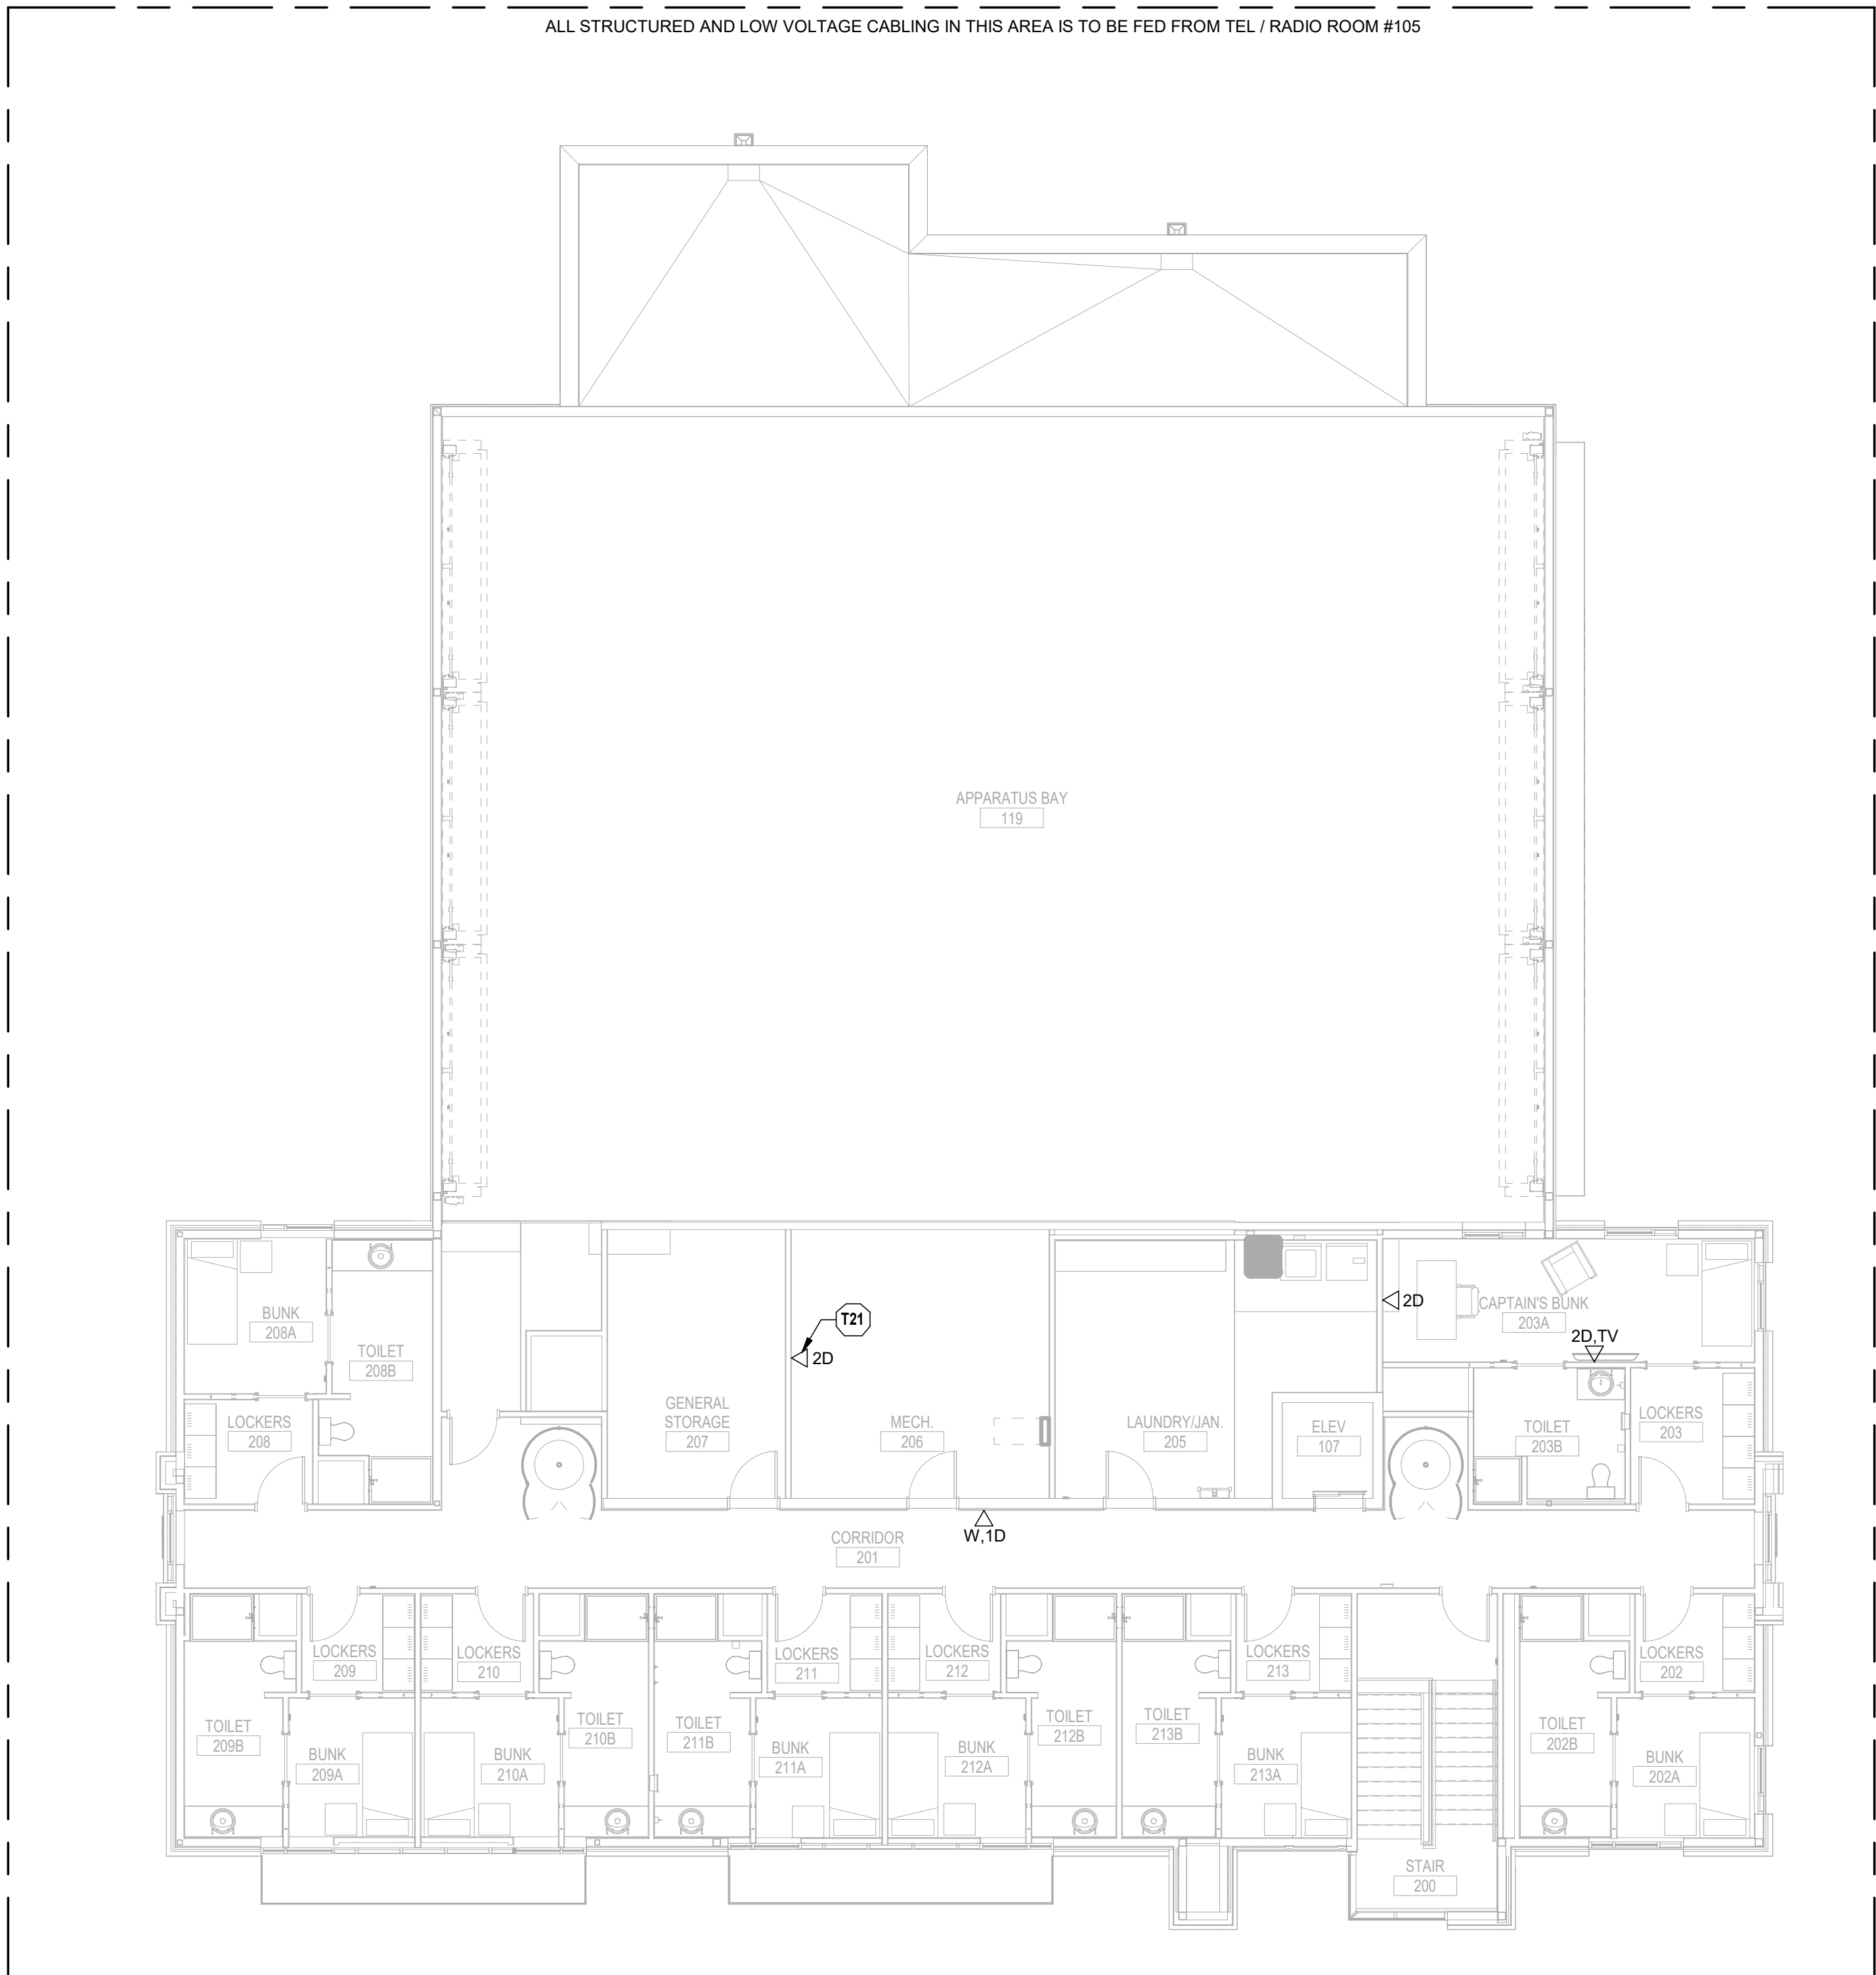 ALL STRUCTURED AND LOW VOLTAGE CABLING IN THIS AREA IS TO BE FED FROM TEL / RADIO ROOM #105
APPARATUS BAY
119
BUNK
208A
TOILET
208B
LOCKERS
208
T21
2D
GENERAL
STORAGE
207
MECH.
206
LAUNDRY/JAN.
205
ELEV
107
2D
CAPTAIN'S BUNK
203A
2D,TV
TOILET
203B
LOCKERS
203
W,1D
CORRIDOR
201
LOCKERS
209
LOCKERS
210
LOCKERS
211
LOCKERS
212
LOCKERS
213
LOCKERS
202
TOILET
209B
BUNK
209A
BUNK
210A
TOILET
210B
TOILET
211B
BUNK
211A
BUNK
212A
TOILET
212B
TOILET
213B
BUNK
213A
TOILET
202B
BUNK
202A
STAIR
200